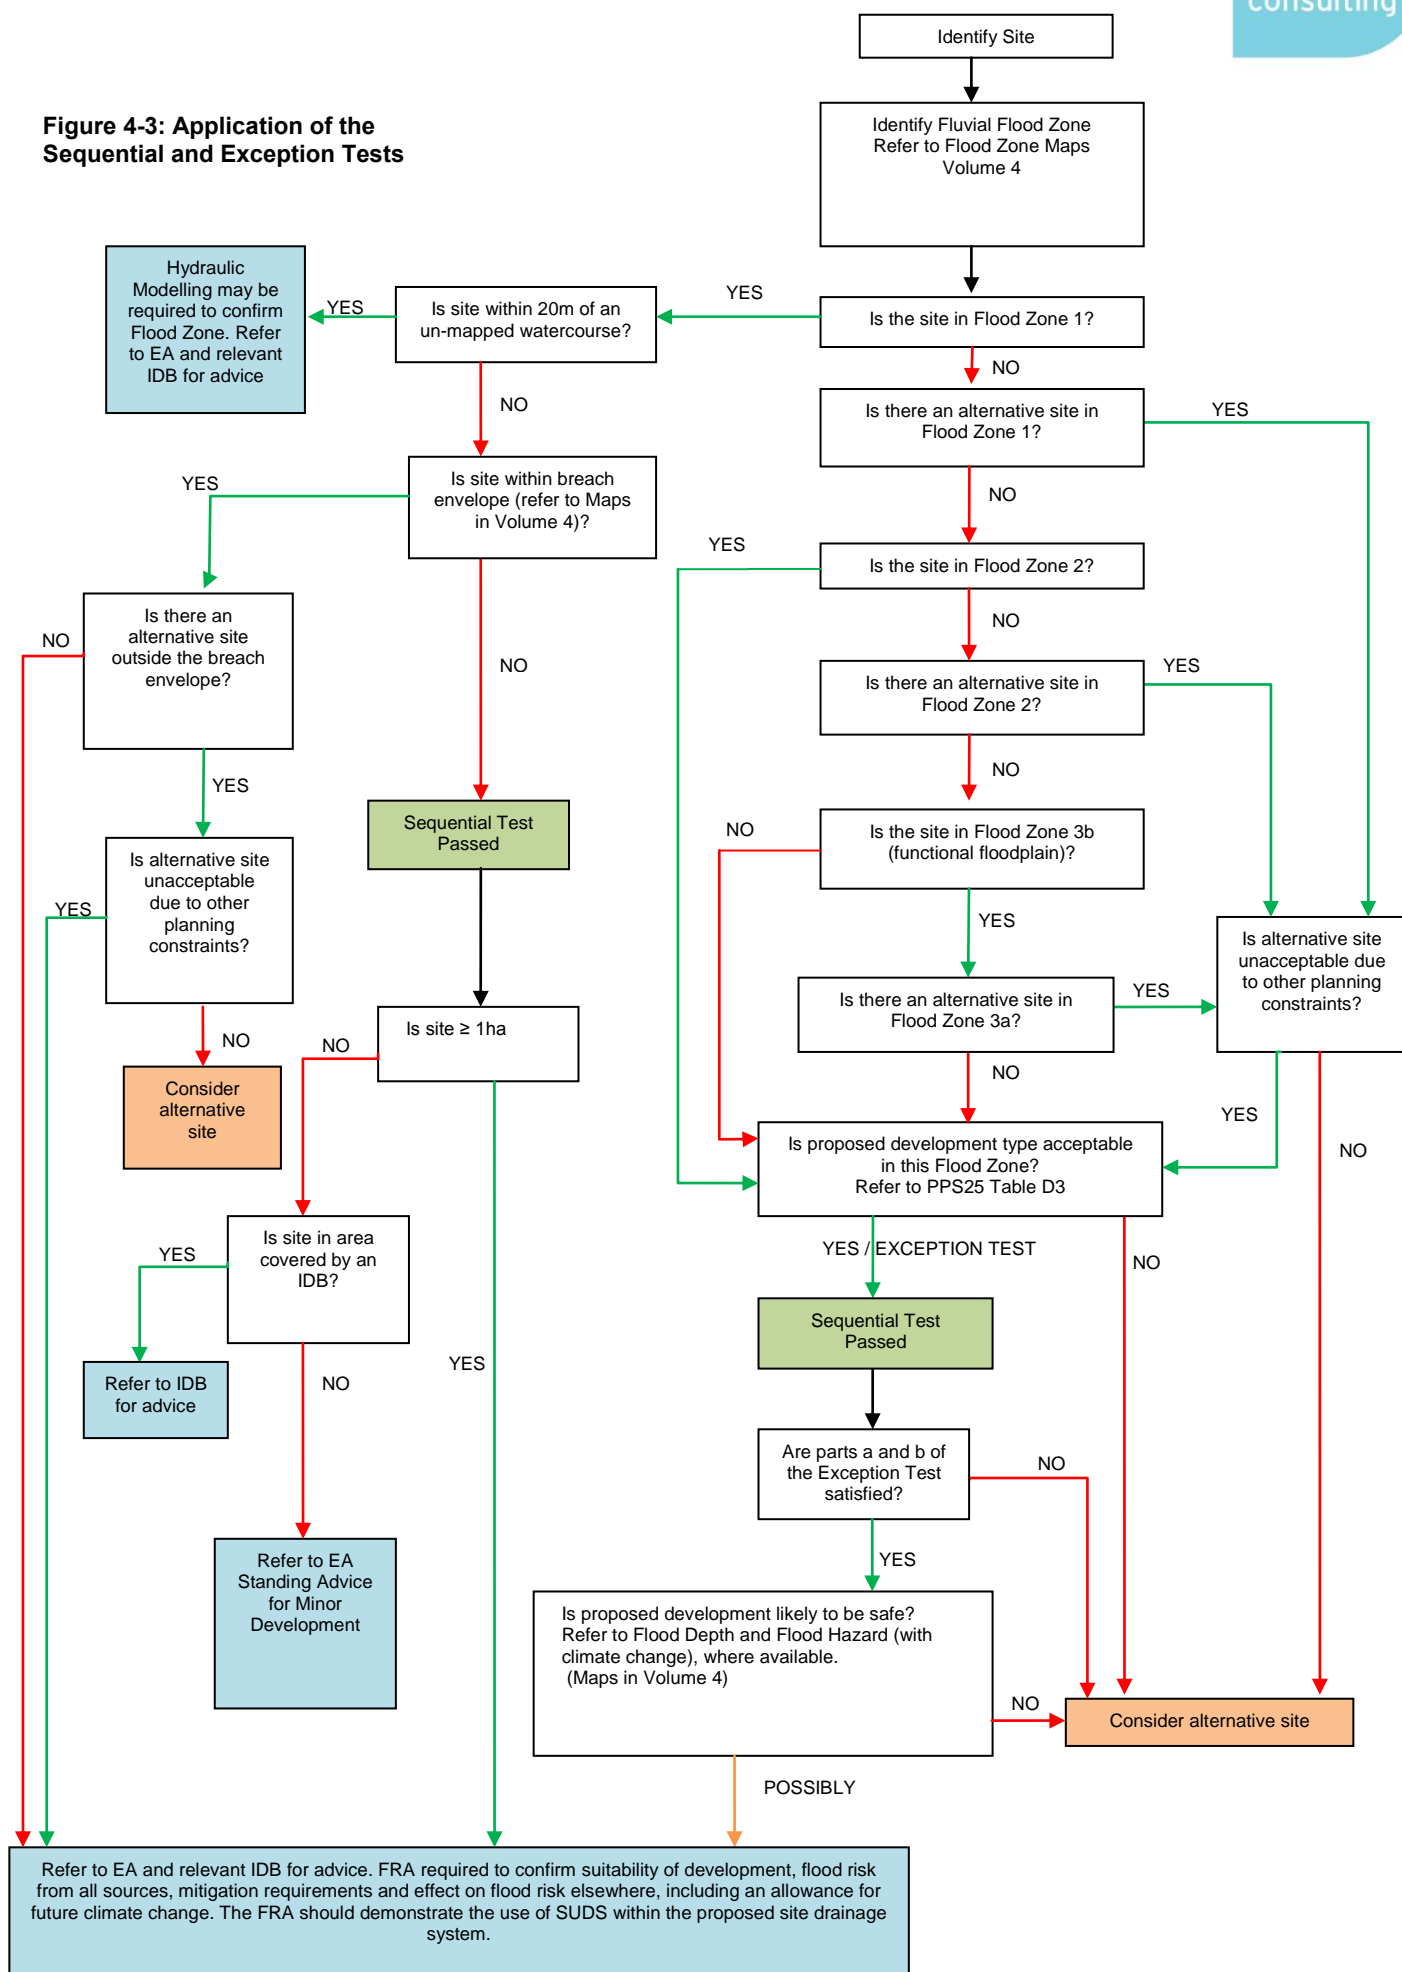 consulting
Identify Site
Figure 4-3: Application of the
Sequential and Exception Tests
Identify Fluvial Flood Zone
Refer to Flood Zone Maps
Volume 4
Hydraulic
Modelling may be
required to confirm
Flood Zone. Refer
to EA and relevant
IDB for advice
YES
Is site within 20m of an
un-mapped watercourse?
YES
Is the site in Flood Zone 1?
NO
NO
Is there an alternative site in
Flood Zone 1?
YES
YES
Is site within breach
envelope (refer to Maps
in Volume 4)?
NO
YES
Is the site in Flood Zone 2?
NO
Is there an
alternative site
outside the breach
envelope?
NO
NO
Is there an alternative site in
Flood Zone 2?
YES
YES
NO
Sequential Test
Passed
NO
Is the site in Flood Zone 3b
(functional floodplain)?
Is alternative site
unacceptable
due to other
planning
constraints?
YES
YES
Is alternative site
unacceptable due
to other planning
constraints?
Is there an alternative site in
Flood Zone 3a?
YES
Is site ≥ 1ha
NO
NO
NO
Consider
alternative
site
YES
NO
Is proposed development type acceptable
in this Flood Zone?
Refer to PPS25 Table D3
Is site in area
covered by an
IDB?
YES
YES / EXCEPTION TEST
NO
Sequential Test
Passed
YES
Refer to IDB
for advice
NO
Are parts a and b of
the Exception Test
satisfied?
NO
Refer to EA
Standing Advice
for Minor
Development
YES
Is proposed development likely to be safe?
Refer to Flood Depth and Flood Hazard (with
climate change), where available.
(Maps in Volume 4)
NO
Consider alternative site
POSSIBLY
Refer to EA and relevant IDB for advice. FRA required to confirm suitability of development, flood risk
from all sources, mitigation requirements and effect on flood risk elsewhere, including an allowance for
future climate change. The FRA should demonstrate the use of SUDS within the proposed site drainage
system.